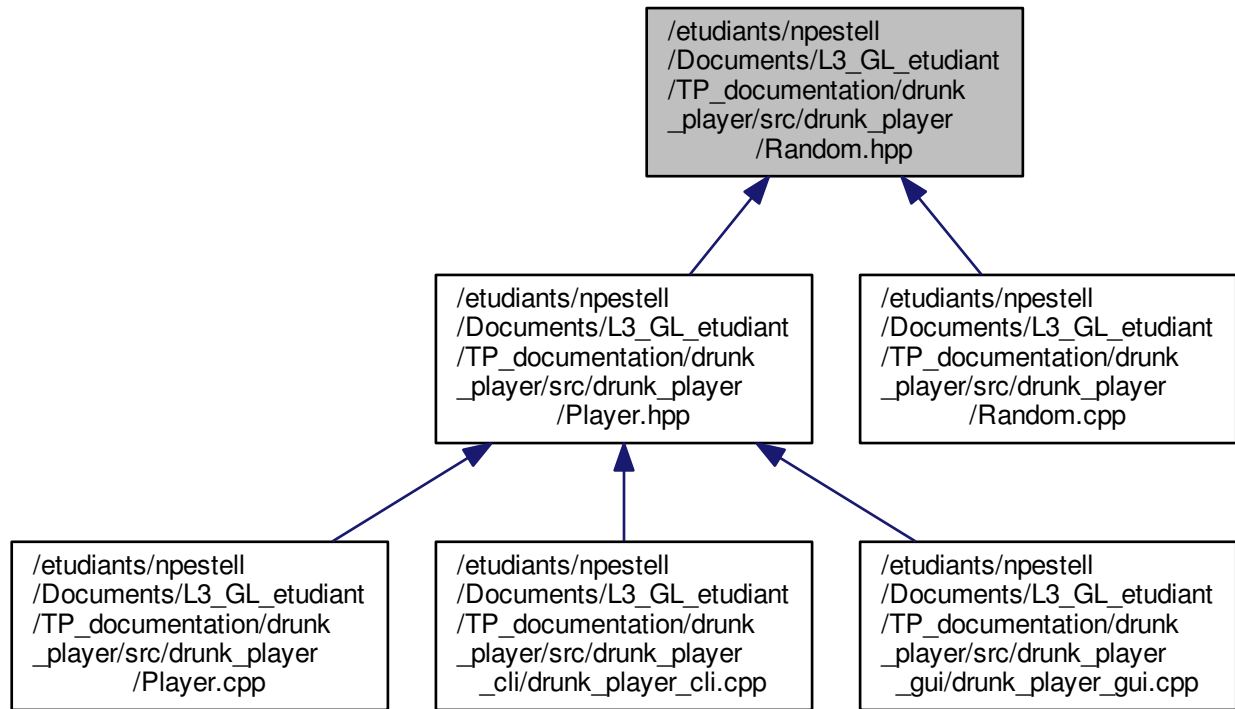 /etudiants/npestell
/Documents/L3_GL_etudiant
/TP_documentation/drunk
_player/src/drunk_player
/Random.hpp
/etudiants/npestell
/Documents/L3_GL_etudiant
/TP_documentation/drunk
_player/src/drunk_player
/Player.hpp
/etudiants/npestell
/Documents/L3_GL_etudiant
/TP_documentation/drunk
_player/src/drunk_player
/Random.cpp
/etudiants/npestell
/Documents/L3_GL_etudiant
/TP_documentation/drunk
_player/src/drunk_player
/Player.cpp
/etudiants/npestell
/Documents/L3_GL_etudiant
/TP_documentation/drunk
_player/src/drunk_player
_cli/drunk_player_cli.cpp
/etudiants/npestell
/Documents/L3_GL_etudiant
/TP_documentation/drunk
_player/src/drunk_player
_gui/drunk_player_gui.cpp